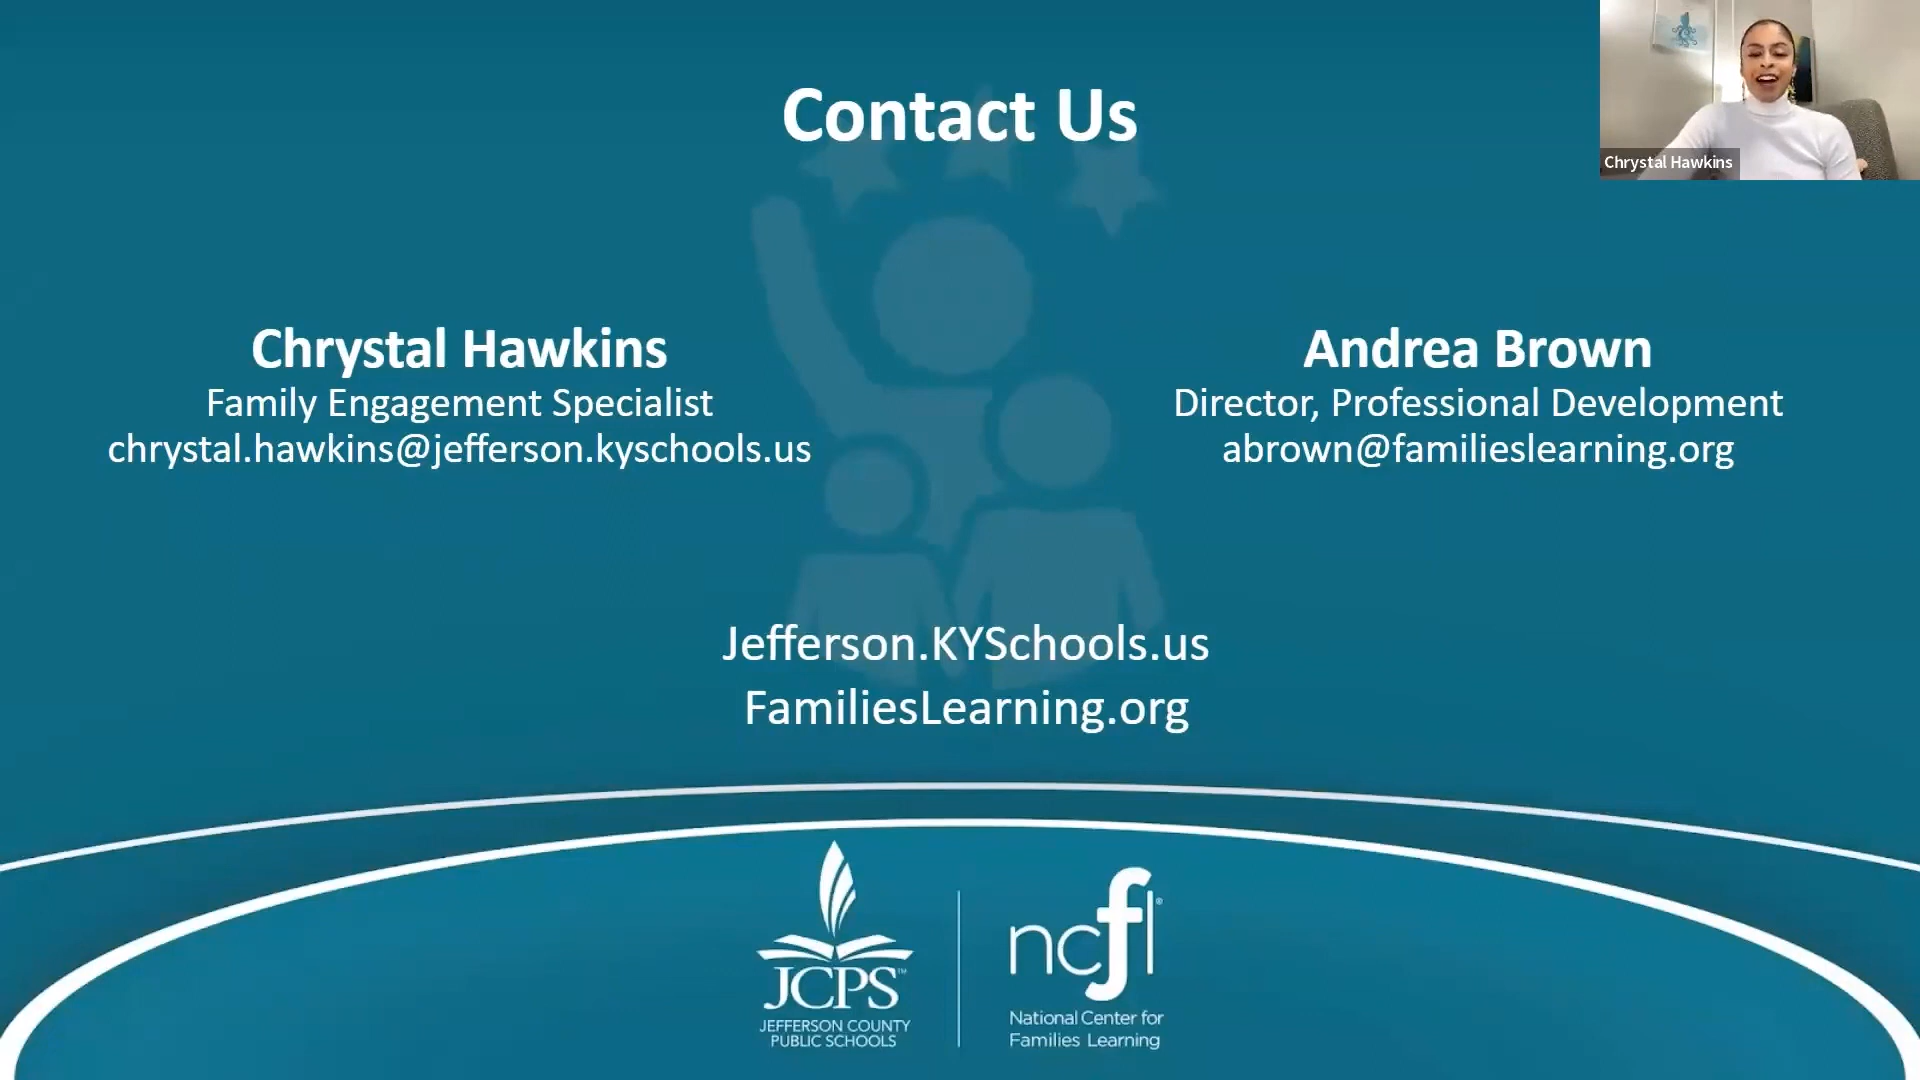 Contact Us
Chrystal Hawkins
Chrystal Hawkins
Family Engagement Specialist
chrystal.hawkins@jefferson.kyschools.us
Andrea Brown
Director, Professional Development
abrown@familieslearning.org
Jefferson.KYSchools.us
FamiliesLearning.org
JCPS™
JEFFERSON COUNTY
PUBLIC SCHOOLS
ncfl®
National Center for
Families Learning